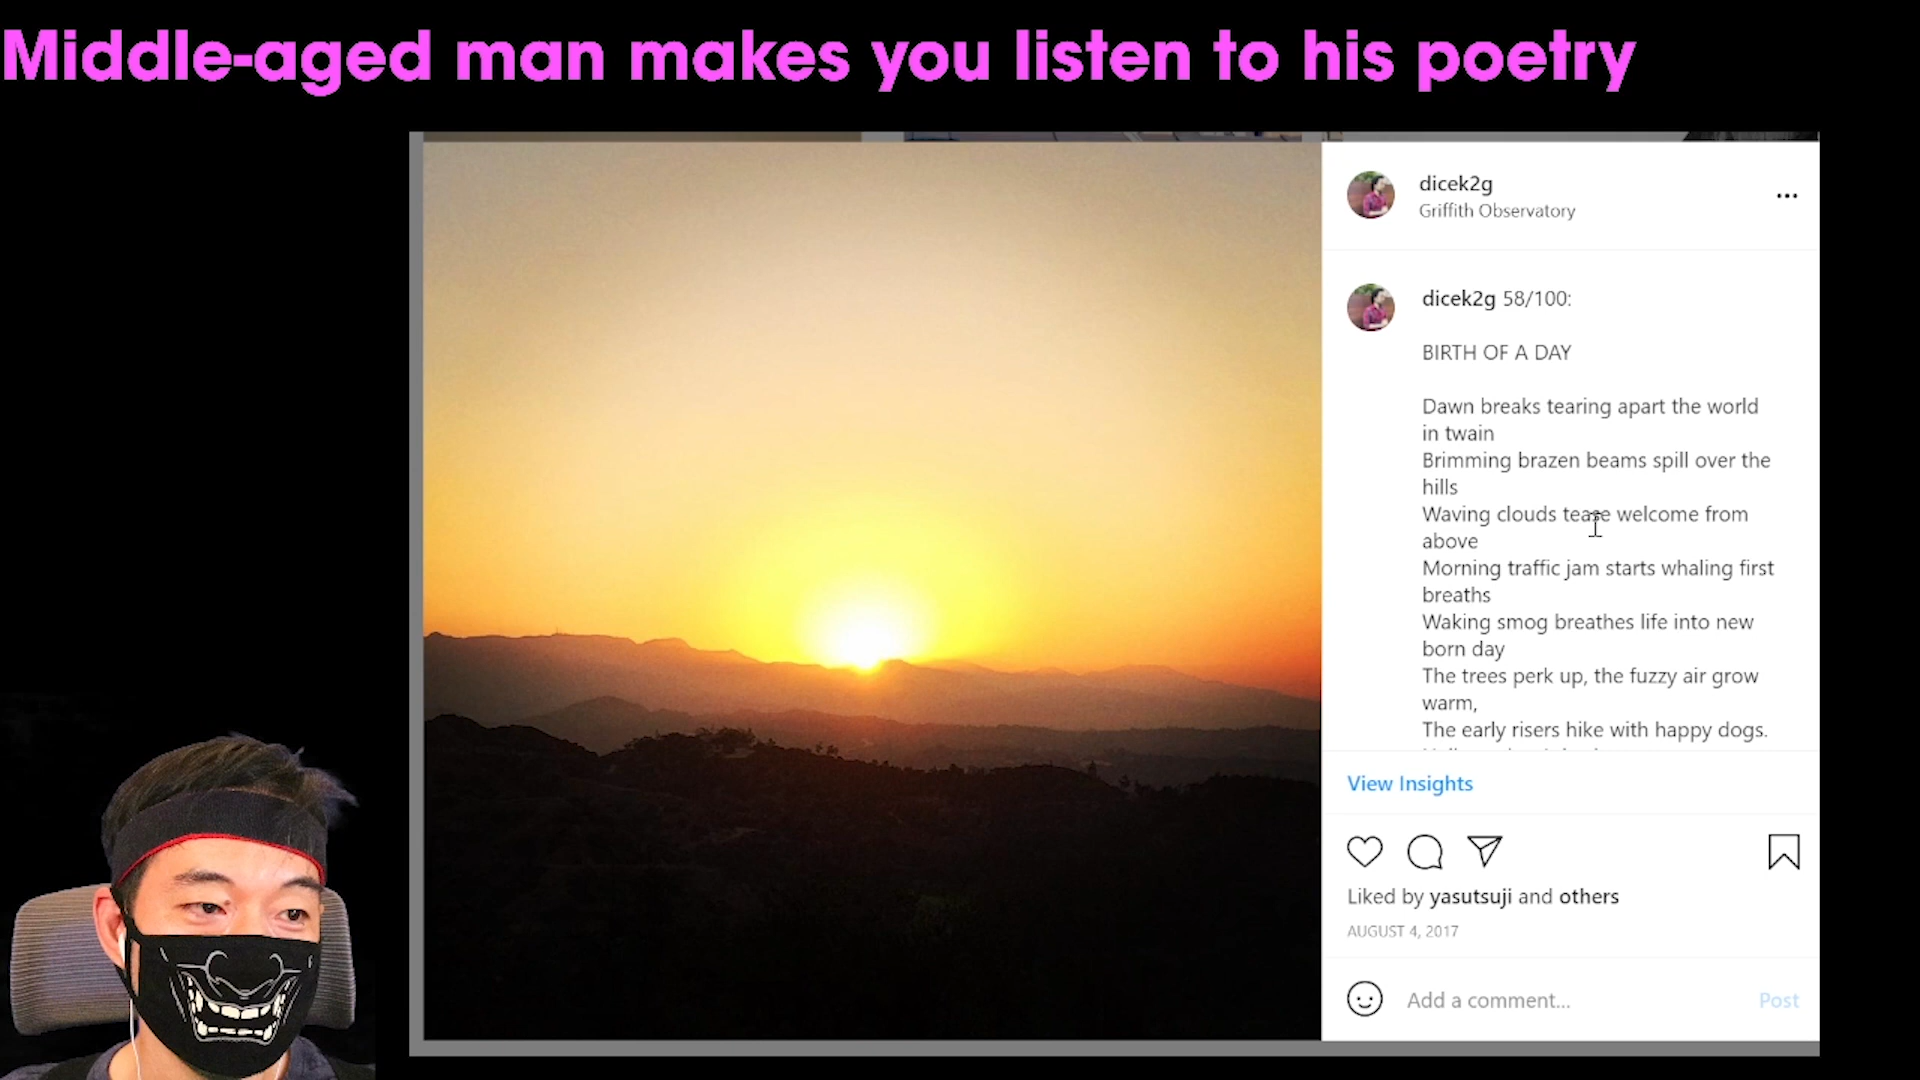 Middle-aged man makes you listen to his poetry
dicek2g
Griffith Observatory
dicek2g 58/100:
BIRTH OF A DAY
Dawn breaks tearing apart the world
in twain
Brimming brazen beams spill over the
hills
Waving clouds tease welcome from
above
Morning traffic jam starts whaling first
breaths
Waking smog breathes life into new
born day
The trees perk up, the fuzzy air grow
warm,
The early risers hike with happy dogs.
View Insights
Liked by yasutsuji and others
AUGUST 4, 2017
Add a comment...
Post